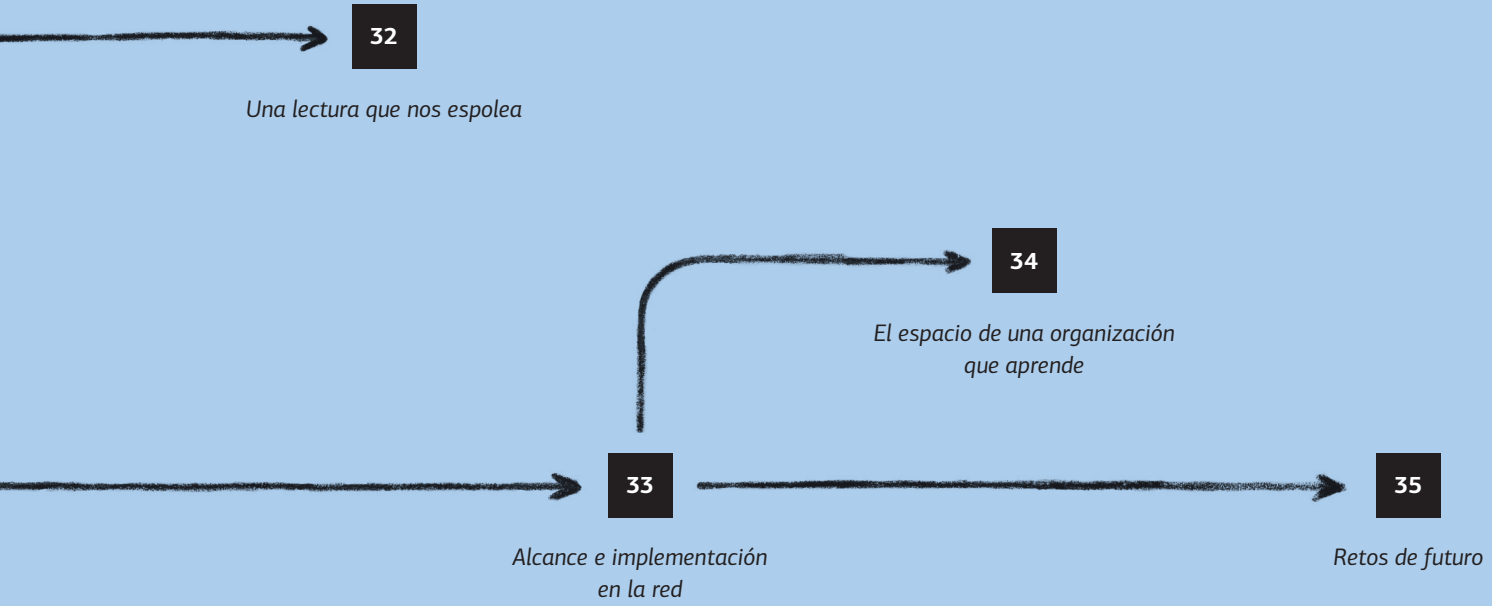 32
Una lectura que nos espolea
34
El espacio de una organización
que aprende
33
Alcance e implementación
en la red
35
Retos de futuro